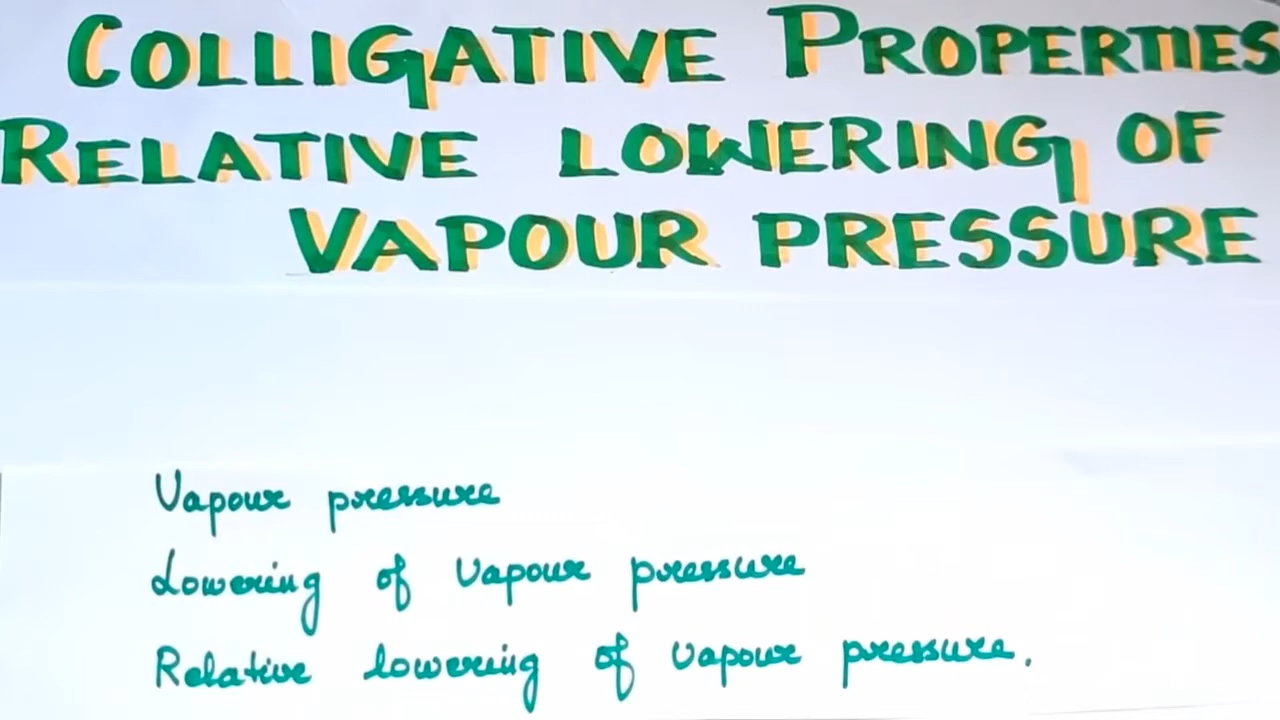 COLLIGATIVE PROPERTIES
RELATIVE LOWERING OF
VAPOUR PRESSURE
Vapour pressure
Lowering of vapour pressure
Relative lowering of vapour pressure.